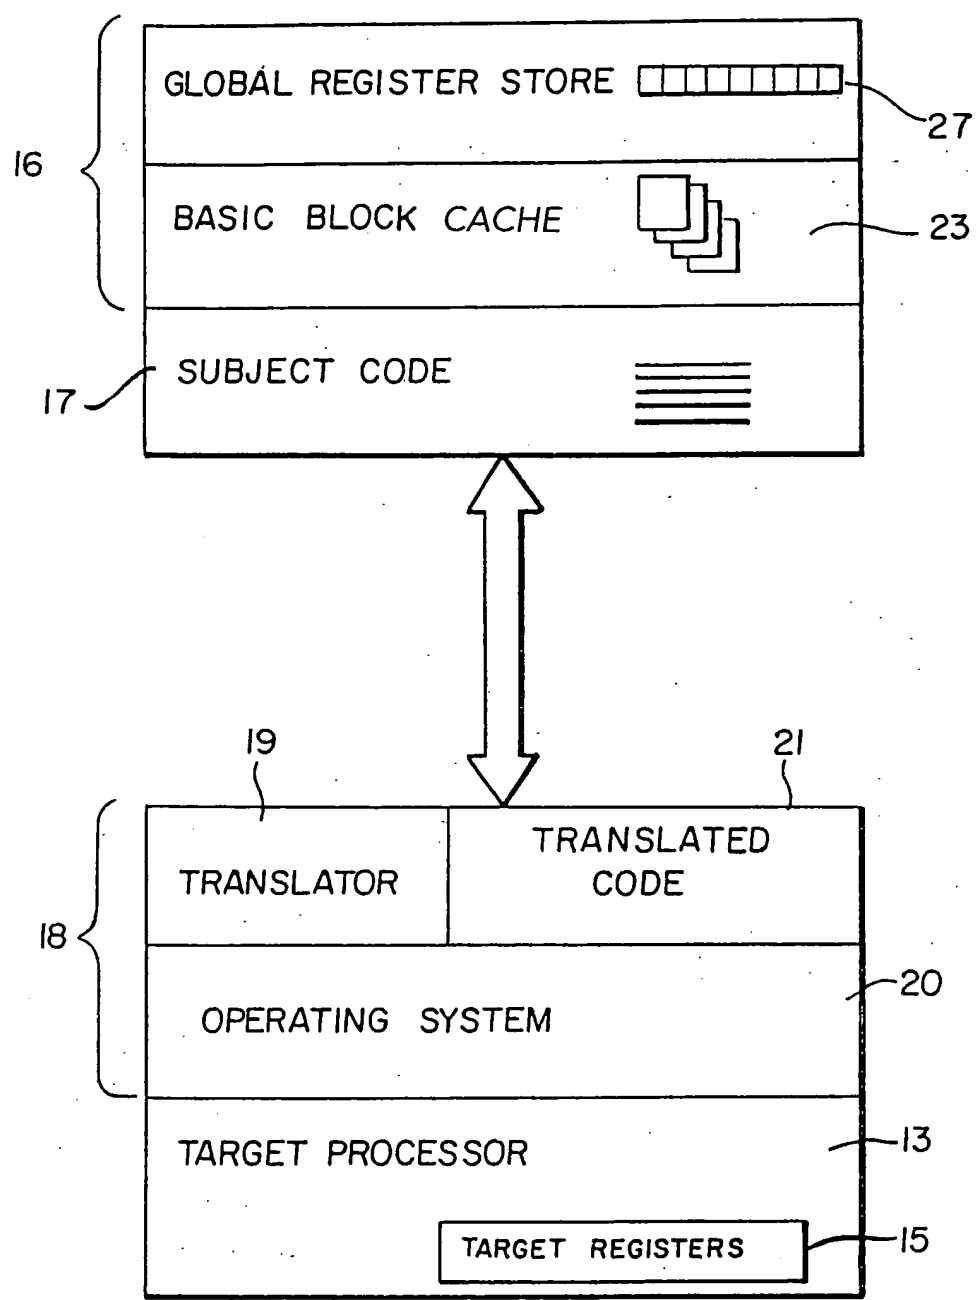 GLOBAL REGISTER STORE
27
16
BASIC BLOCK CACHE
23
SUBJECT CODE
17
19
21
TRANSLATED
CODE
TRANSLATOR
18
20
OPERATING SYSTEM
13
TARGET PROCESSOR
15
TARGET REGISTERS